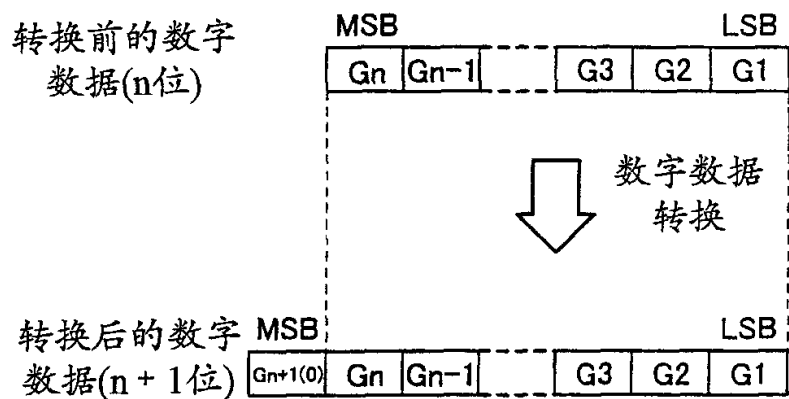 转换前的数字
数据(n位)
MSB LSB
Gn Gn-1 G3 G2 G1
数字数据
转换
转换后的数字
数据(n + 1位)
MSB LSB
Gn+1(0) Gn Gn-1 G3 G2 G1